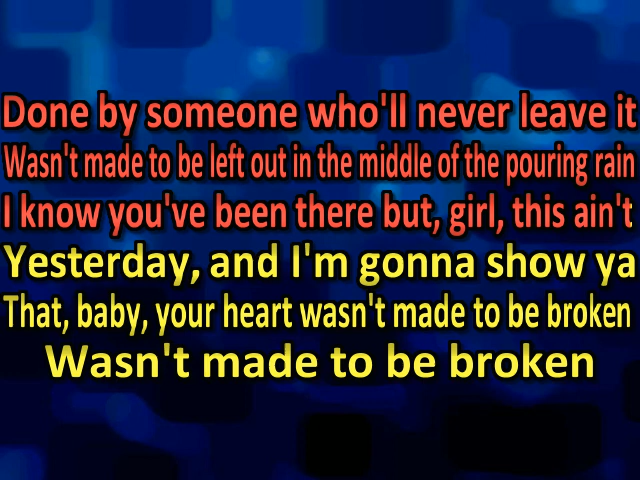 Done by someone who'll never leave it
Wasn't made to be left out in the middle of the pouring rain
I know you've been there but, girl, this ain't
Yesterday, and I'm gonna show ya
That, baby, your heart wasn't made to be broken
Wasn't made to be broken